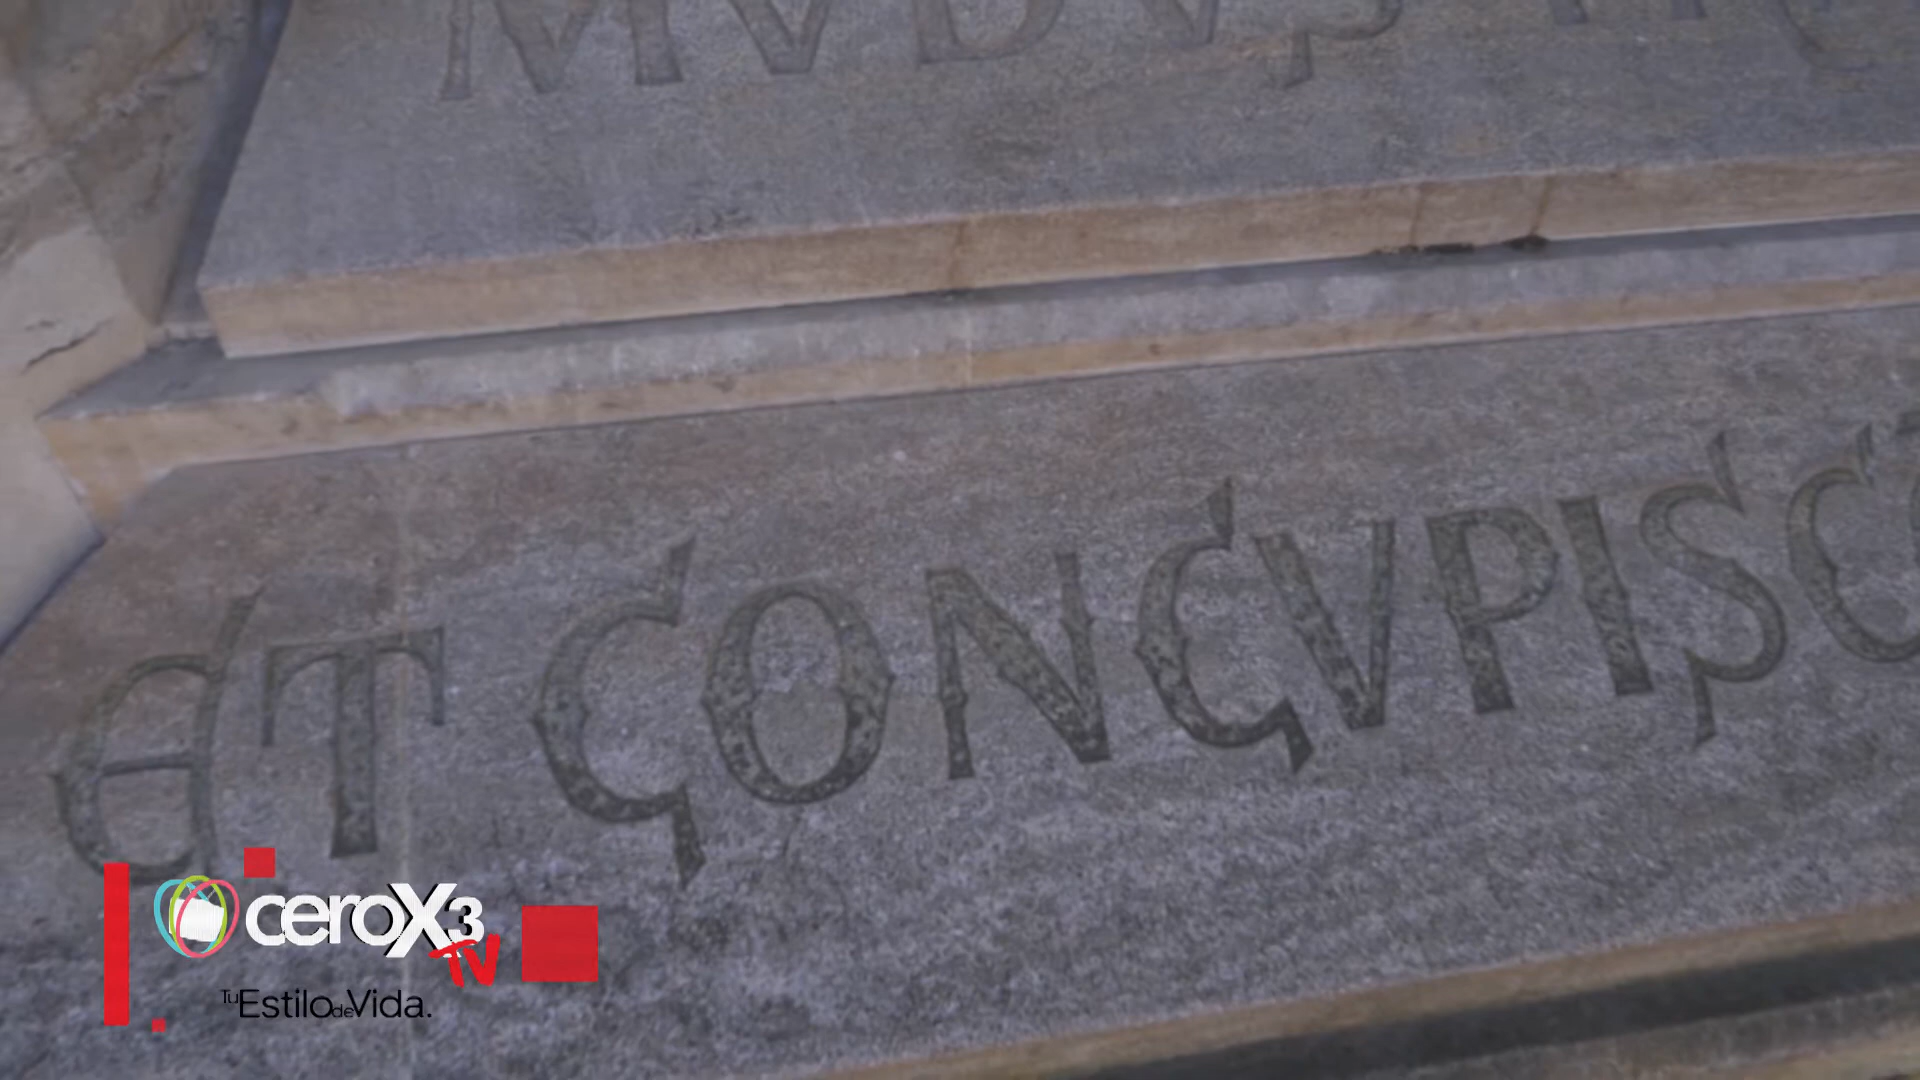 MVDVS
ET CONCVPISC
ceroX3
TV
Tu Estilo de Vida.